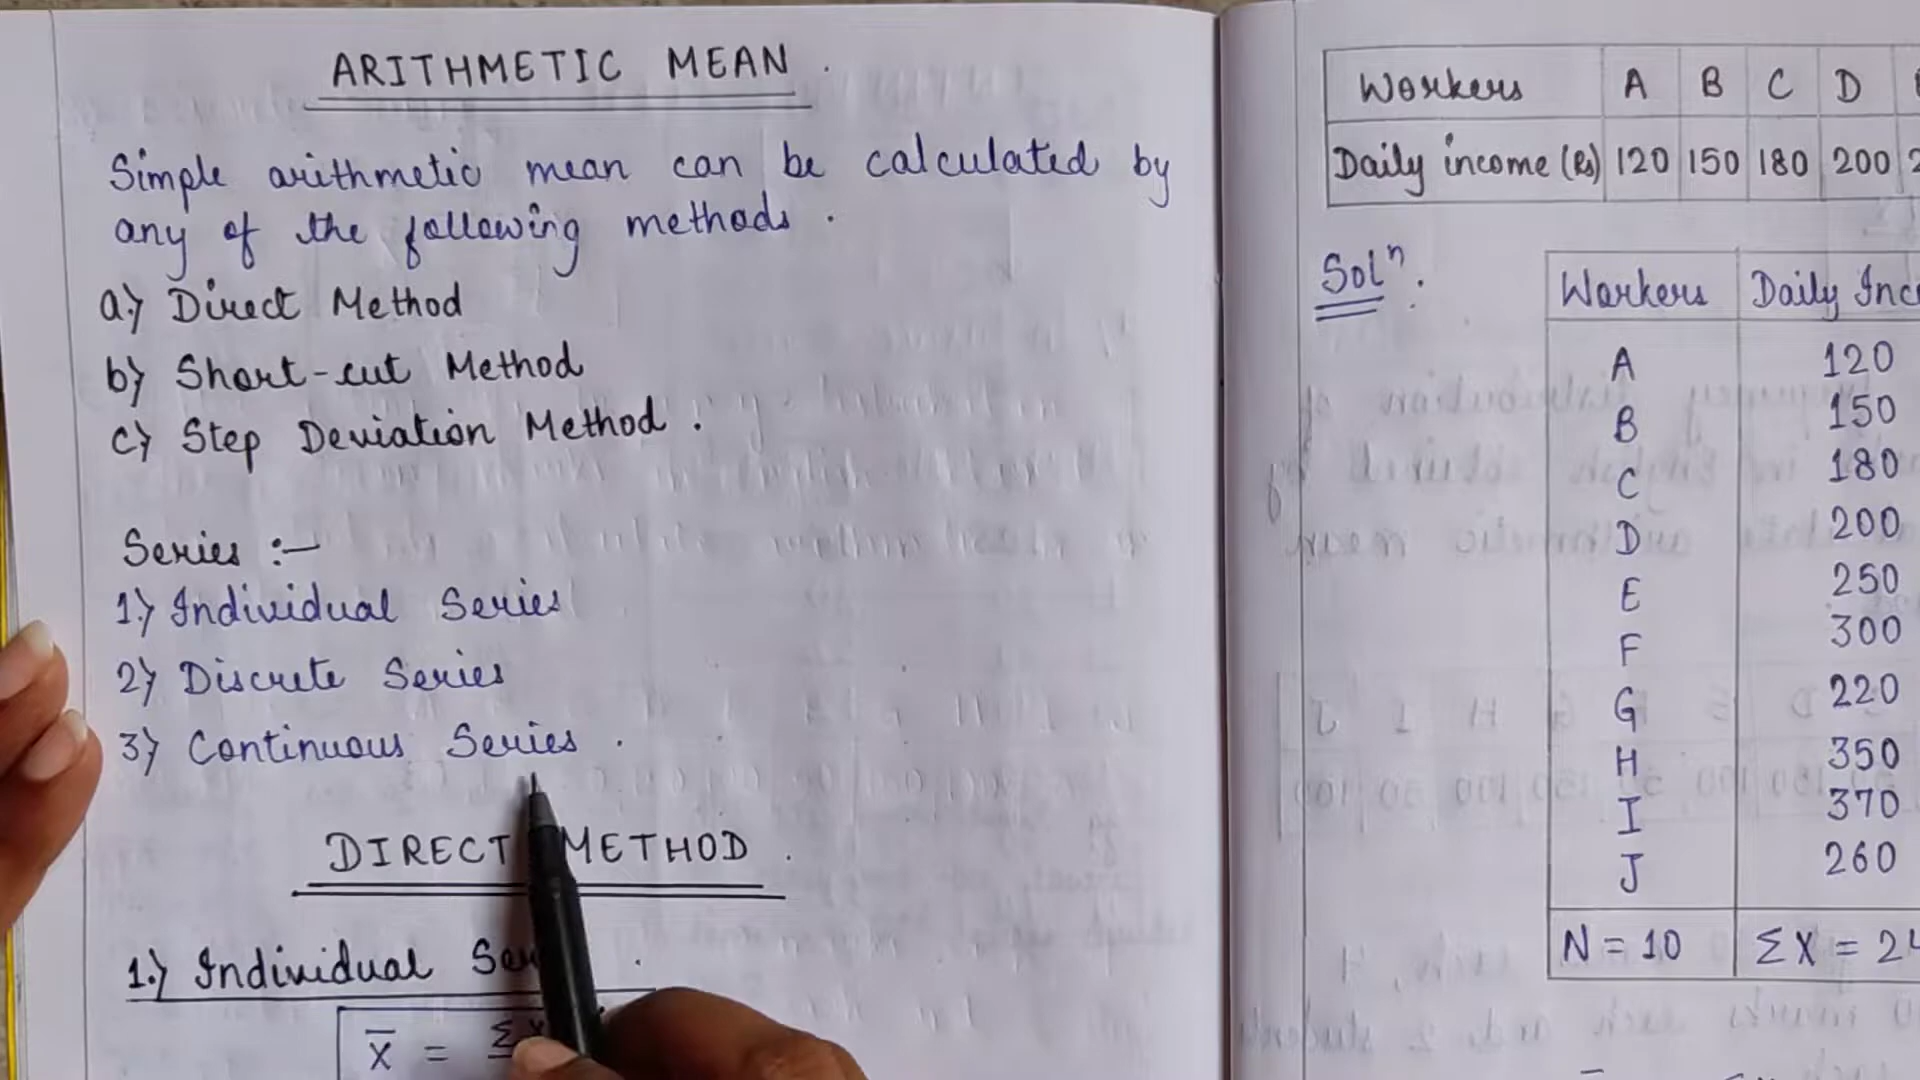 ARITHMETIC MEAN.
Simple arithmetic mean can be calculated by
any of the following methods.
a) Direct Method
b) Short-cut Method
c) Step Deviation Method.
Series :-
1) Individual Series
2) Discrete Series
3) Continuous Series.
DIRECT METHOD.
1.) Individual
X̄ =
Workers A B C D
Daily income (Rs) 120 150 180 200
Solⁿ.
Workers Daily
A 120
B 150
C 180
D 200
E 250
F 300
G 220
H 350
I 370
J 260
N = 10 ΣX = 24